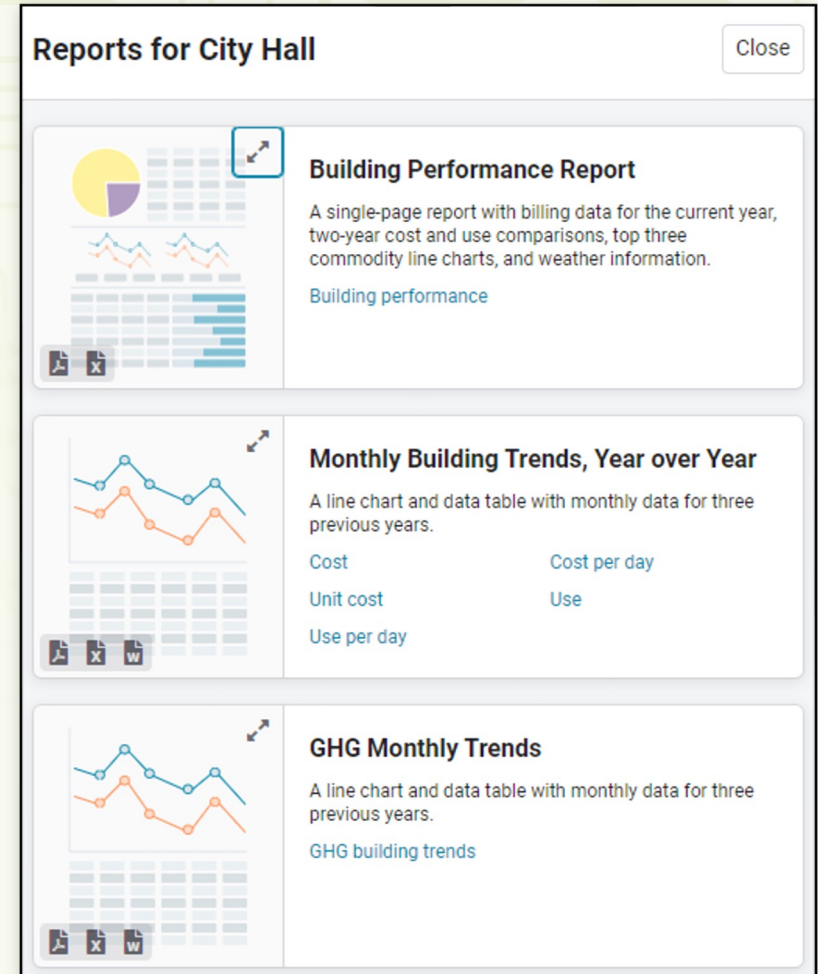 Reports for City Hall
Close
Building Performance Report
A single-page report with billing data for the current year,
two-year cost and use comparisons, top three
commodity line charts, and weather information.
Building performance
Monthly Building Trends, Year over Year
A line chart and data table with monthly data for three
previous years.
Cost
Cost per day
Unit cost
Use
Use per day
GHG Monthly Trends
A line chart and data table with monthly data for three
previous years.
GHG building trends